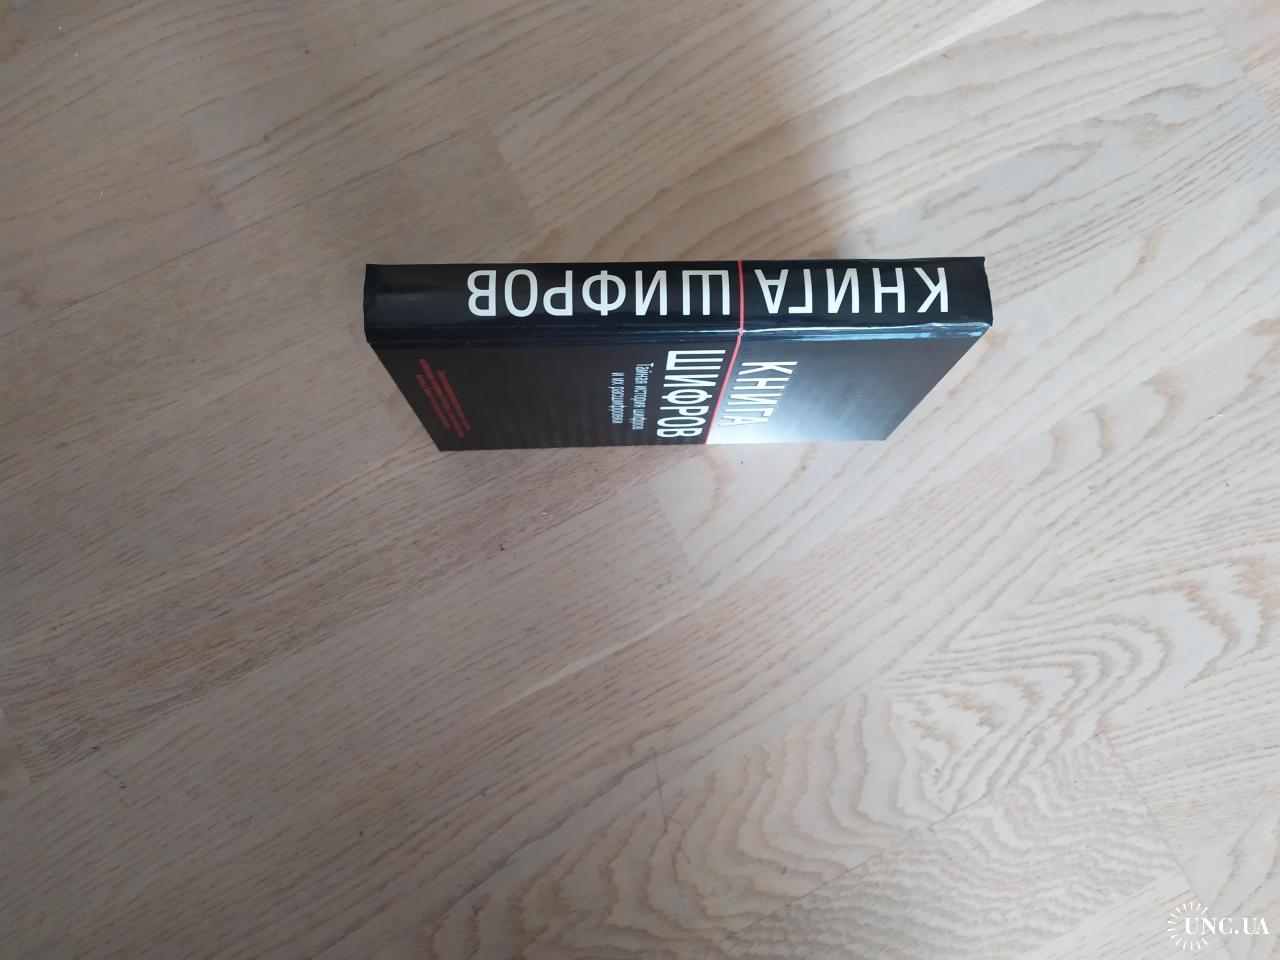 КНИГА ШИФРОВ
КНИГА
ШИФРОВ
Тайная история шифров
и их расшифровки
UNC.UA